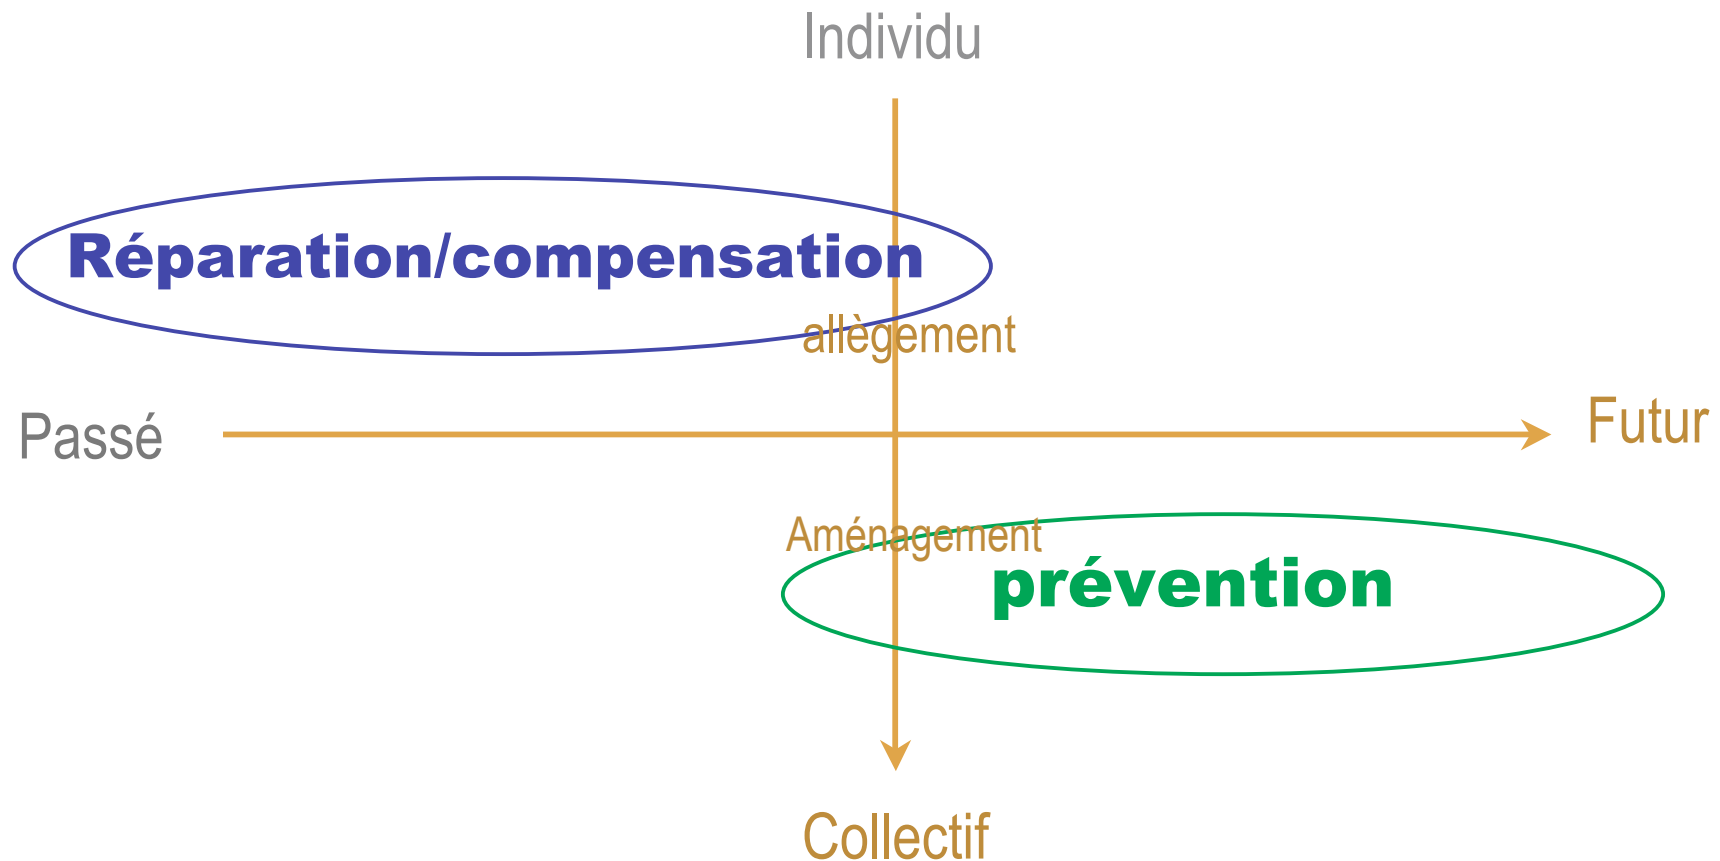 Individu
Réparation/compensation
allègement
Passé
Futur
Aménagement
prévention
Collectif